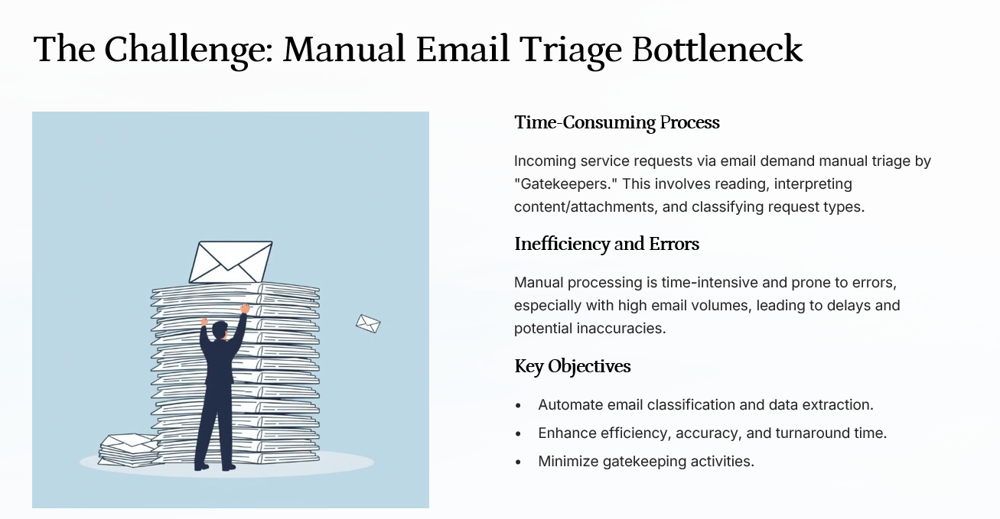 The Challenge: Manual Email Triage Bottleneck
Time-Consuming Process
Incoming service requests via email demand manual triage by
"Gatekeepers." This involves reading, interpreting
content/attachments, and classifying request types.
Inefficiency and Errors
Manual processing is time-intensive and prone to errors,
especially with high email volumes, leading to delays and
potential inaccuracies.
Key Objectives
• Automate email classification and data extraction.
• Enhance efficiency, accuracy, and turnaround time.
• Minimize gatekeeping activities.